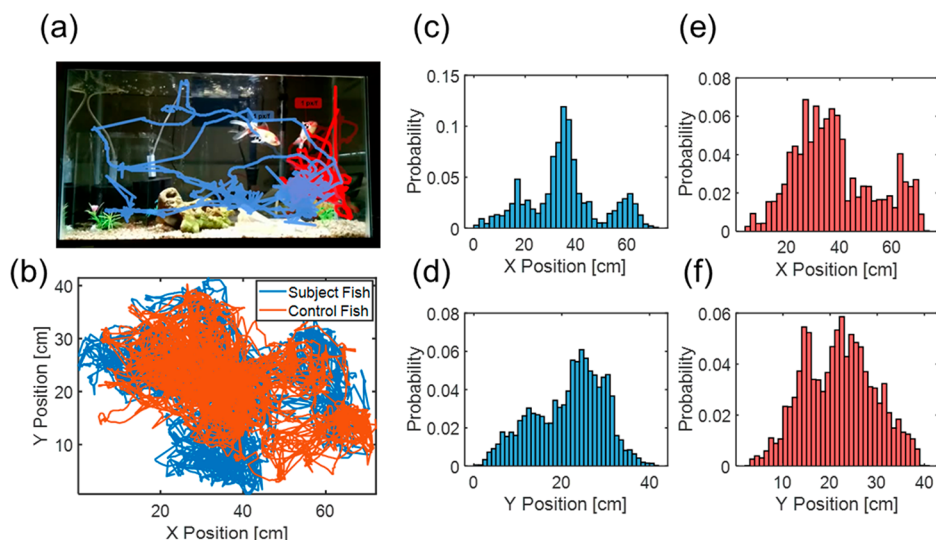 (a)
(b)
Y Position [cm]
40
30
20
10
20
40
60
X Position [cm]
Subject Fish
Control Fish
(c)
Probability
0.15
0.1
0.05
0
0
20
40
60
X Position [cm]
(d)
Probability
0.08
0.06
0.04
0.02
0
0
20
40
Y Position [cm]
(e)
Probability
0.08
0.06
0.04
0.02
0
20
40
60
X Position [cm]
(f)
Probability
0.06
0.04
0.02
0
10
20
30
40
Y Position [cm]